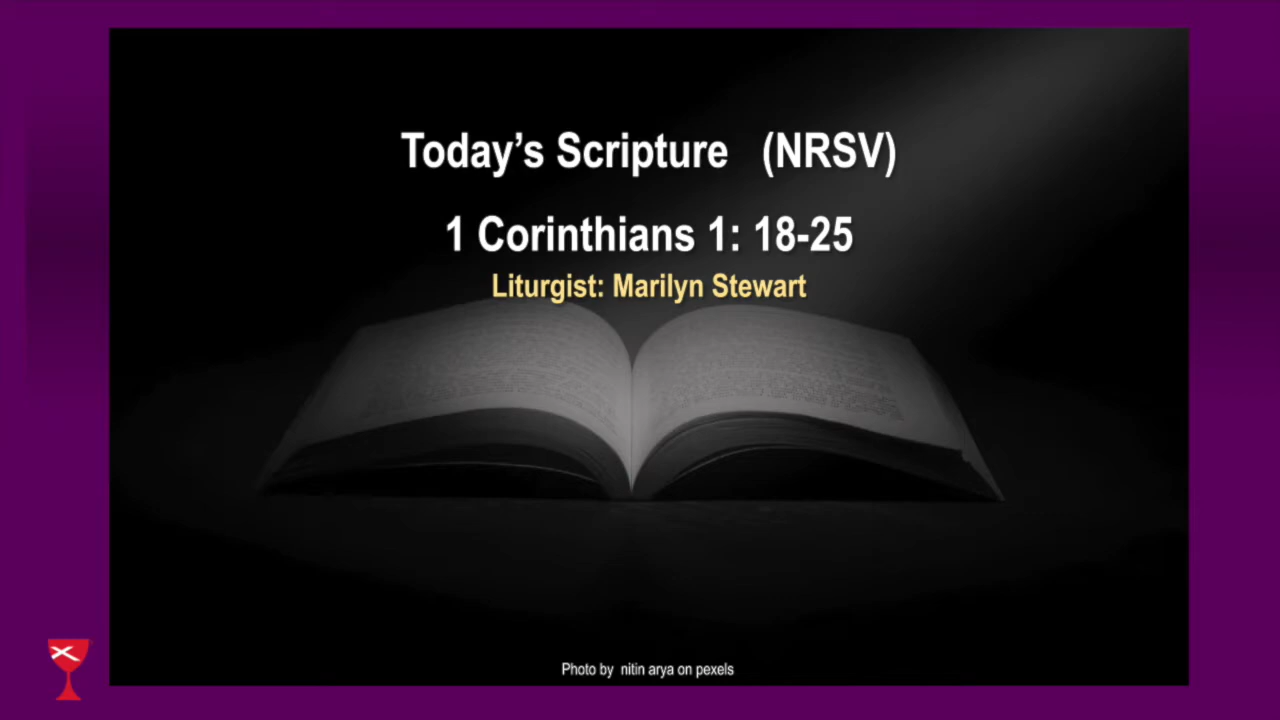 Today’s Scripture (NRSV)
1 Corinthians 1: 18-25
Liturgist: Marilyn Stewart
Photo by nitin arya on pexels